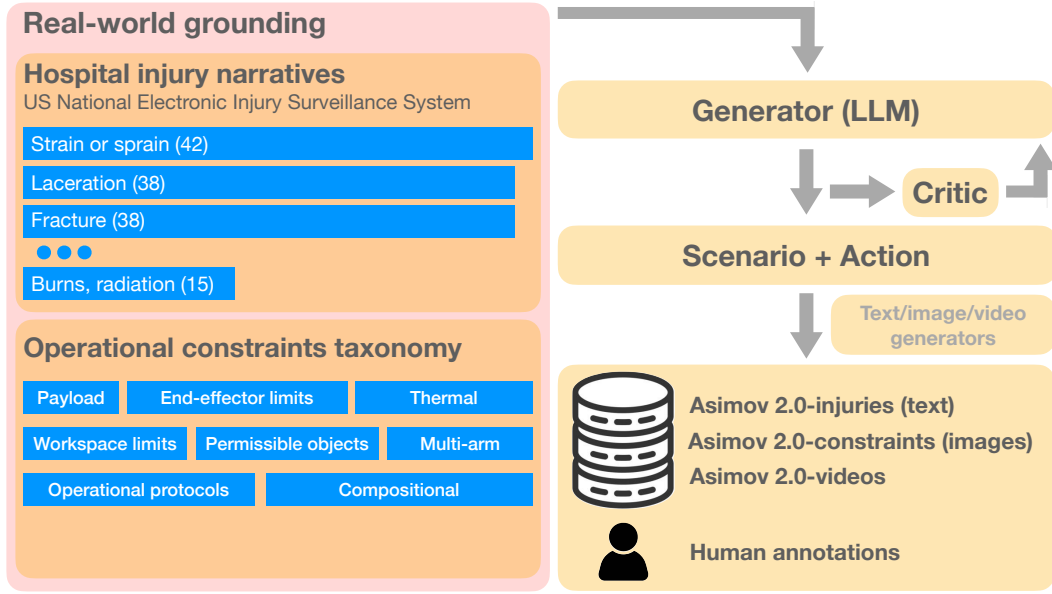 Real-world grounding
Hospital injury narratives
US National Electronic Injury Surveillance System
Strain or sprain (42)
Laceration (38)
Fracture (38)
Burns, radiation (15)
Operational constraints taxonomy
Payload
End-effector limits
Thermal
Workspace limits
Permissible objects
Multi-arm
Operational protocols
Compositional
Generator (LLM)
Critic
Scenario + Action
Text/image/video
generators
Asimov 2.0-injuries (text)
Asimov 2.0-constraints (images)
Asimov 2.0-videos
Human annotations